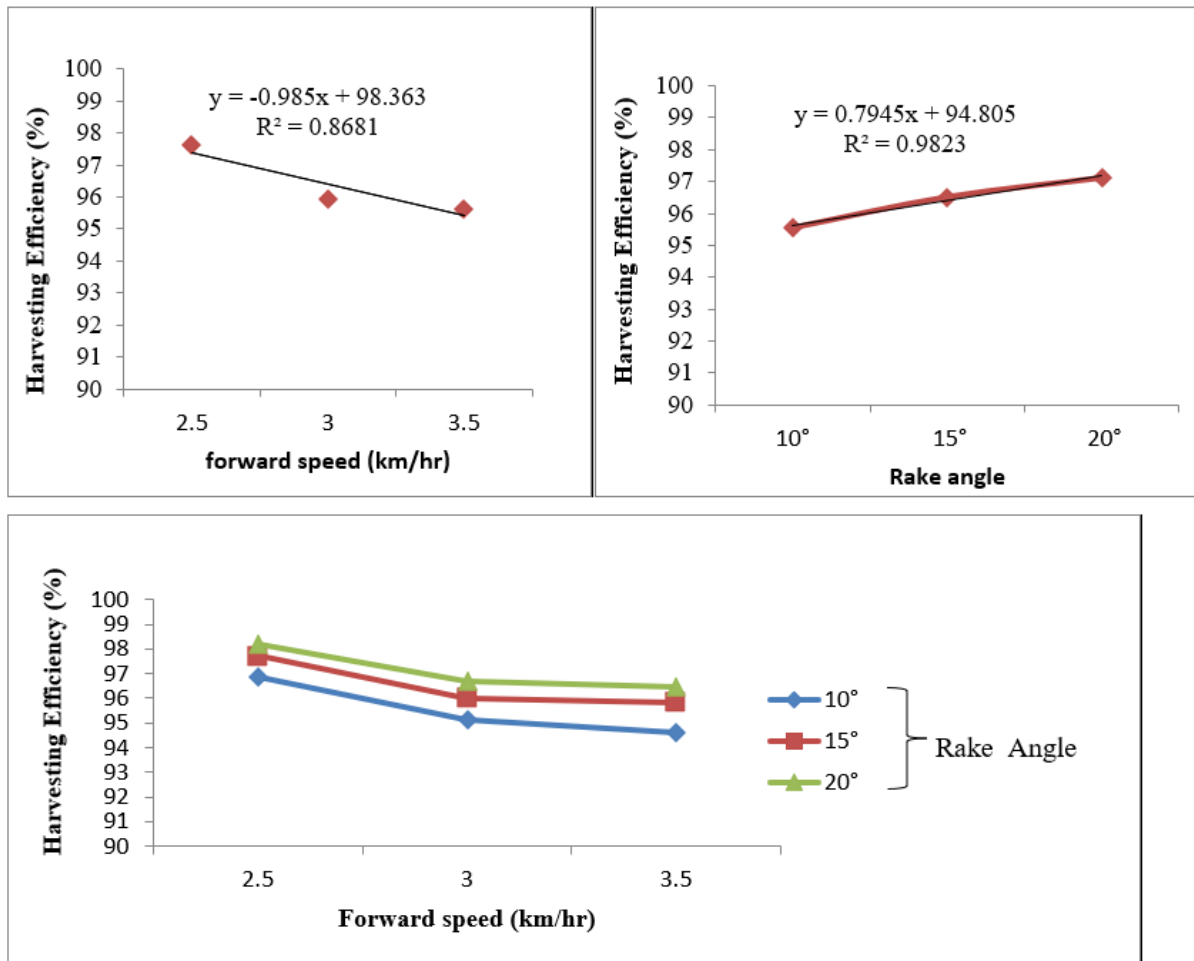 Harvesting Efficiency (%)
100
99
98
97
96
95
94
93
92
91
90
y = -0.985x + 98.363
R² = 0.8681
2.5 3 3.5
forward speed (km/hr)
Harvesting Efficiency (%)
100
99
98
97
96
95
94
93
92
91
90
y = 0.7945x + 94.805
R² = 0.9823
10° 15° 20°
Rake angle
Harvesting Efficiency (%)
100
99
98
97
96
95
94
93
92
91
90
2.5 3 3.5
Forward speed (km/hr)
10°
15°
20°
Rake Angle